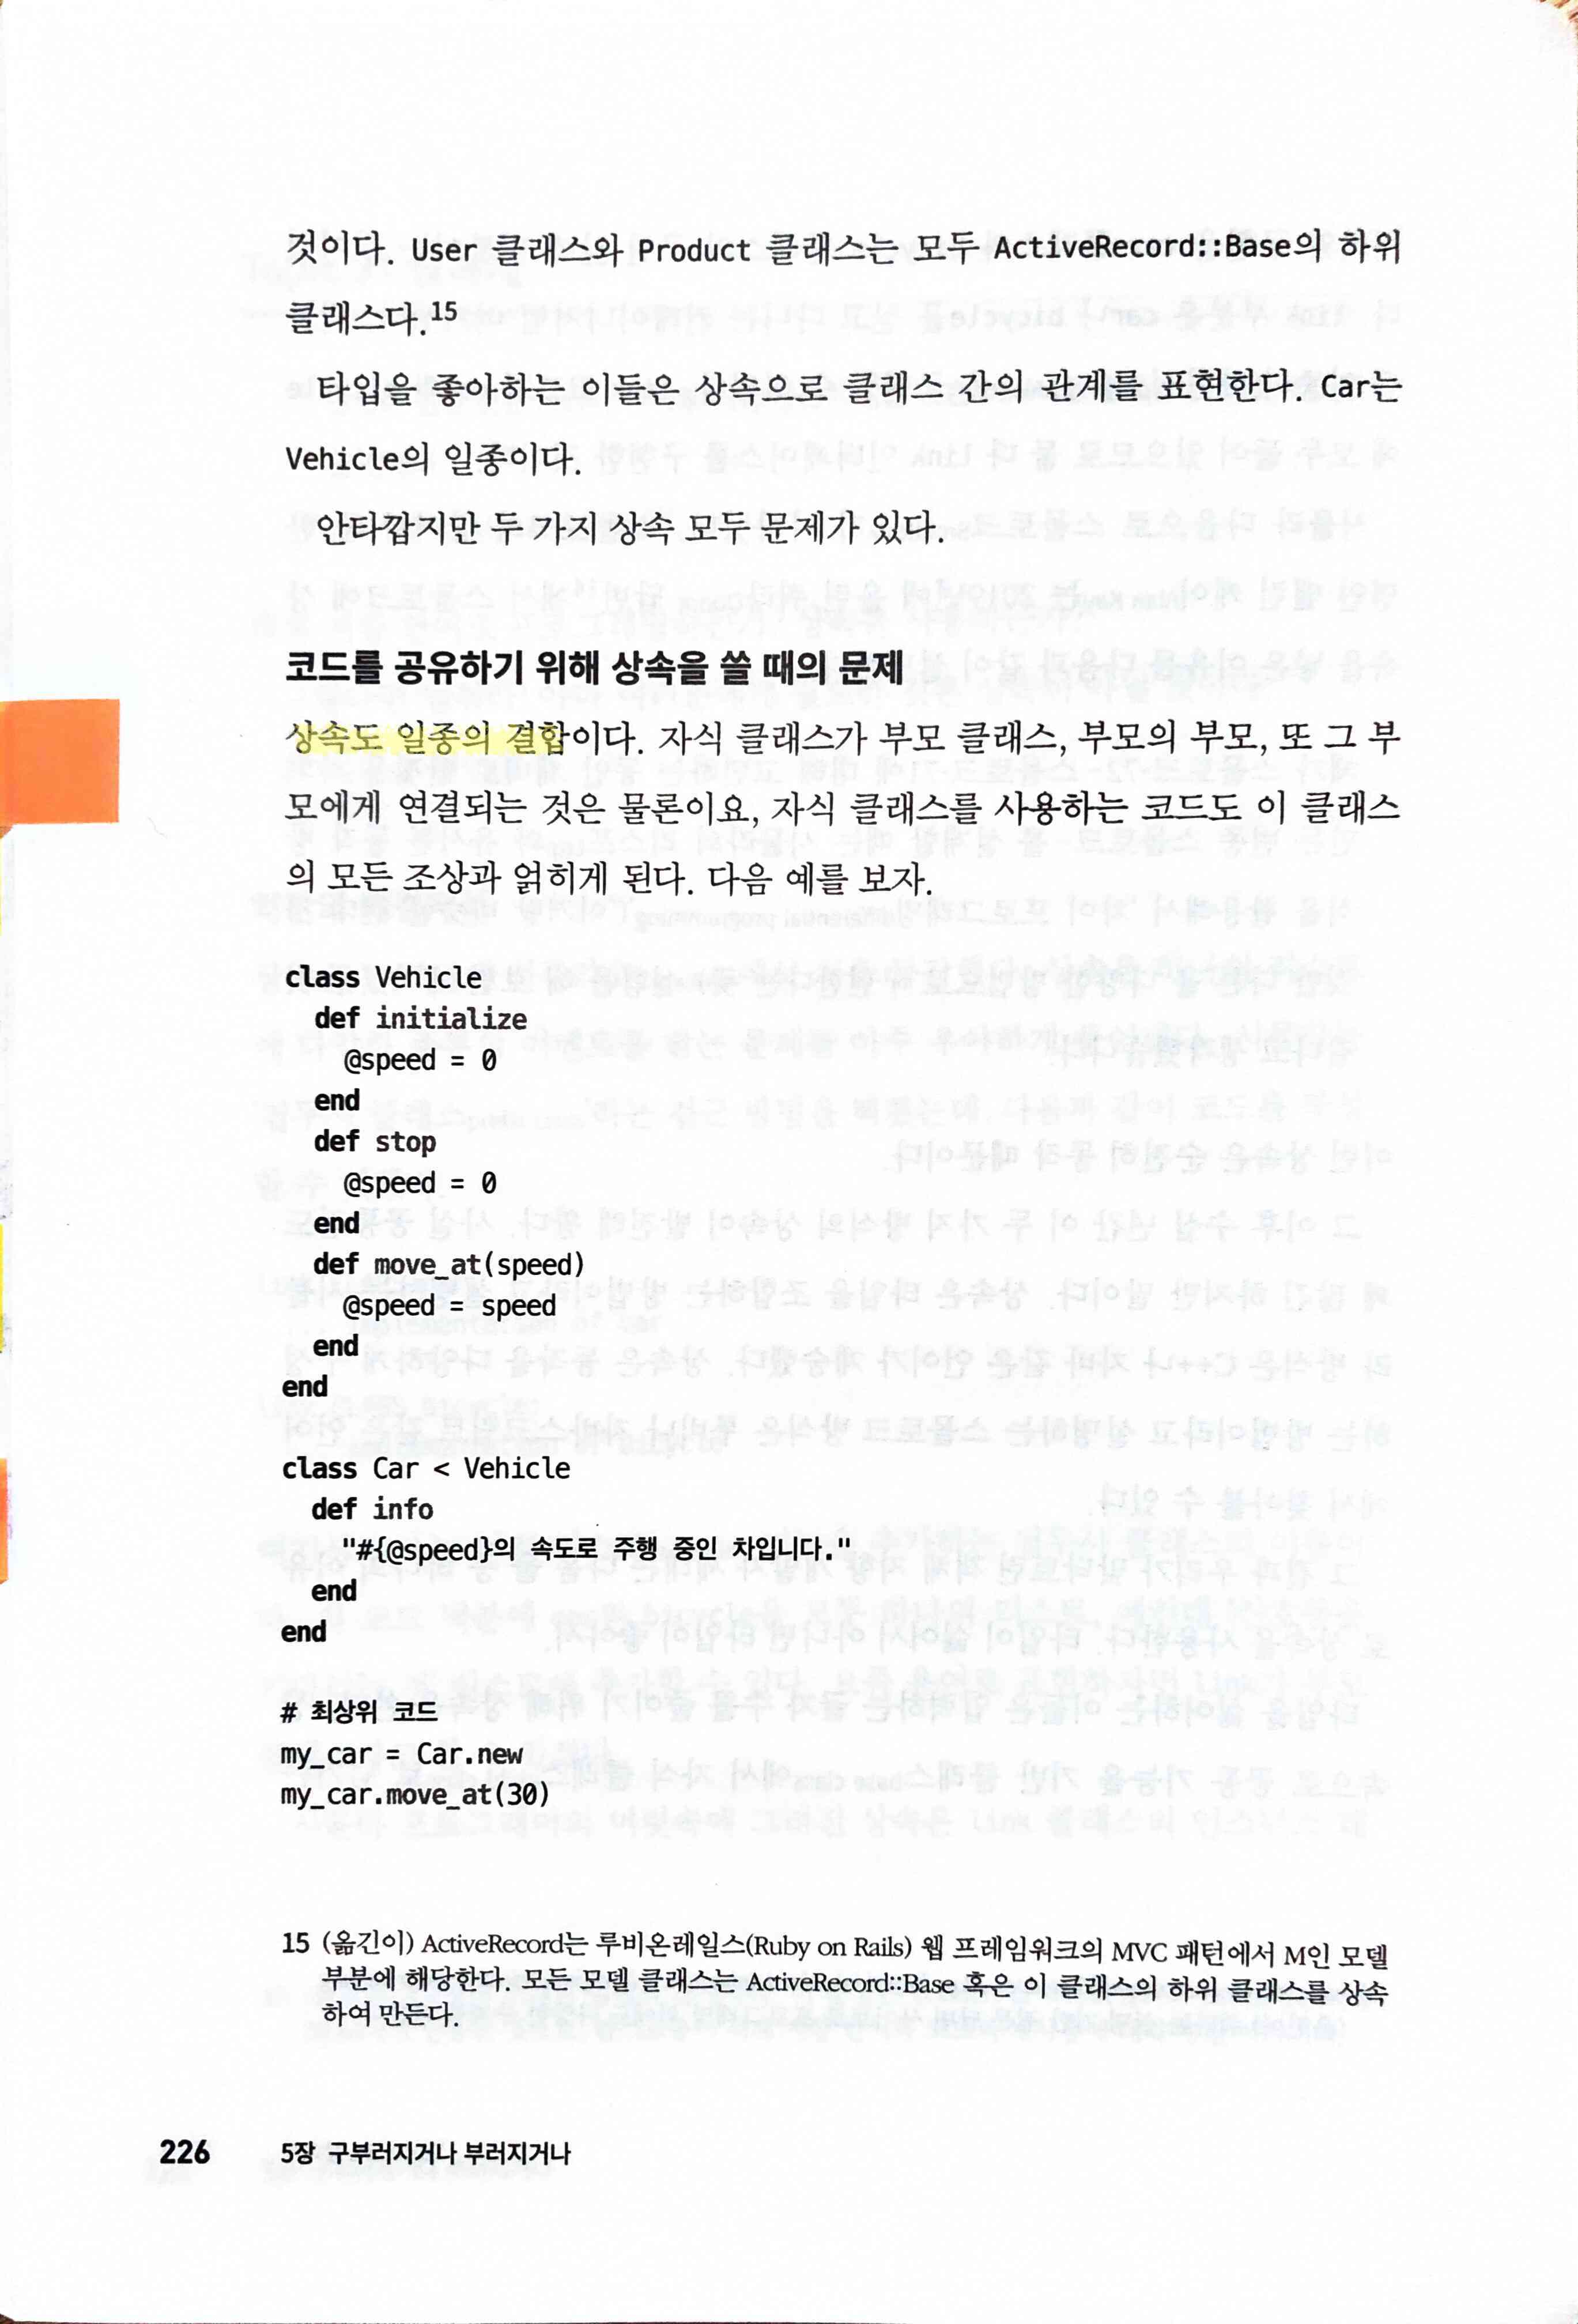 것이다. User 클래스와 Product 클래스는 모두 ActiveRecord::Base의 하위
클래스다.15
타입을 좋아하는 이들은 상속으로 클래스 간의 관계를 표현한다. Car는
Vehicle의 일종이다.
안타깝지만 두 가지 상속 모두 문제가 있다.
코드를 공유하기 위해 상속을 쓸 때의 문제
상속도 일종의 결합이다. 자식 클래스가 부모 클래스, 부모의 부모, 또 그 부
모에게 연결되는 것은 물론이요, 자식 클래스를 사용하는 코드도 이 클래스
의 모든 조상과 얽히게 된다. 다음 예를 보자.
class Vehicle
  def initialize
    @speed = 0
  end
  def stop
    @speed = 0
  end
  def move_at(speed)
    @speed = speed
  end
end
class Car < Vehicle
  def info
    "#{@speed}의 속도로 주행 중인 차입니다."
  end
end
# 최상위 코드
my_car = Car.new
my_car.move_at(30)
15 (옮긴이) ActiveRecord는 루비온레일스(Ruby on Rails) 웹 프레임워크의 MVC 패턴에서 M인 모델
부분에 해당한다. 모든 모델 클래스는 ActiveRecord::Base 혹은 이 클래스의 하위 클래스를 상속
하여 만든다.
226 5장 구부러지거나 부러지거나